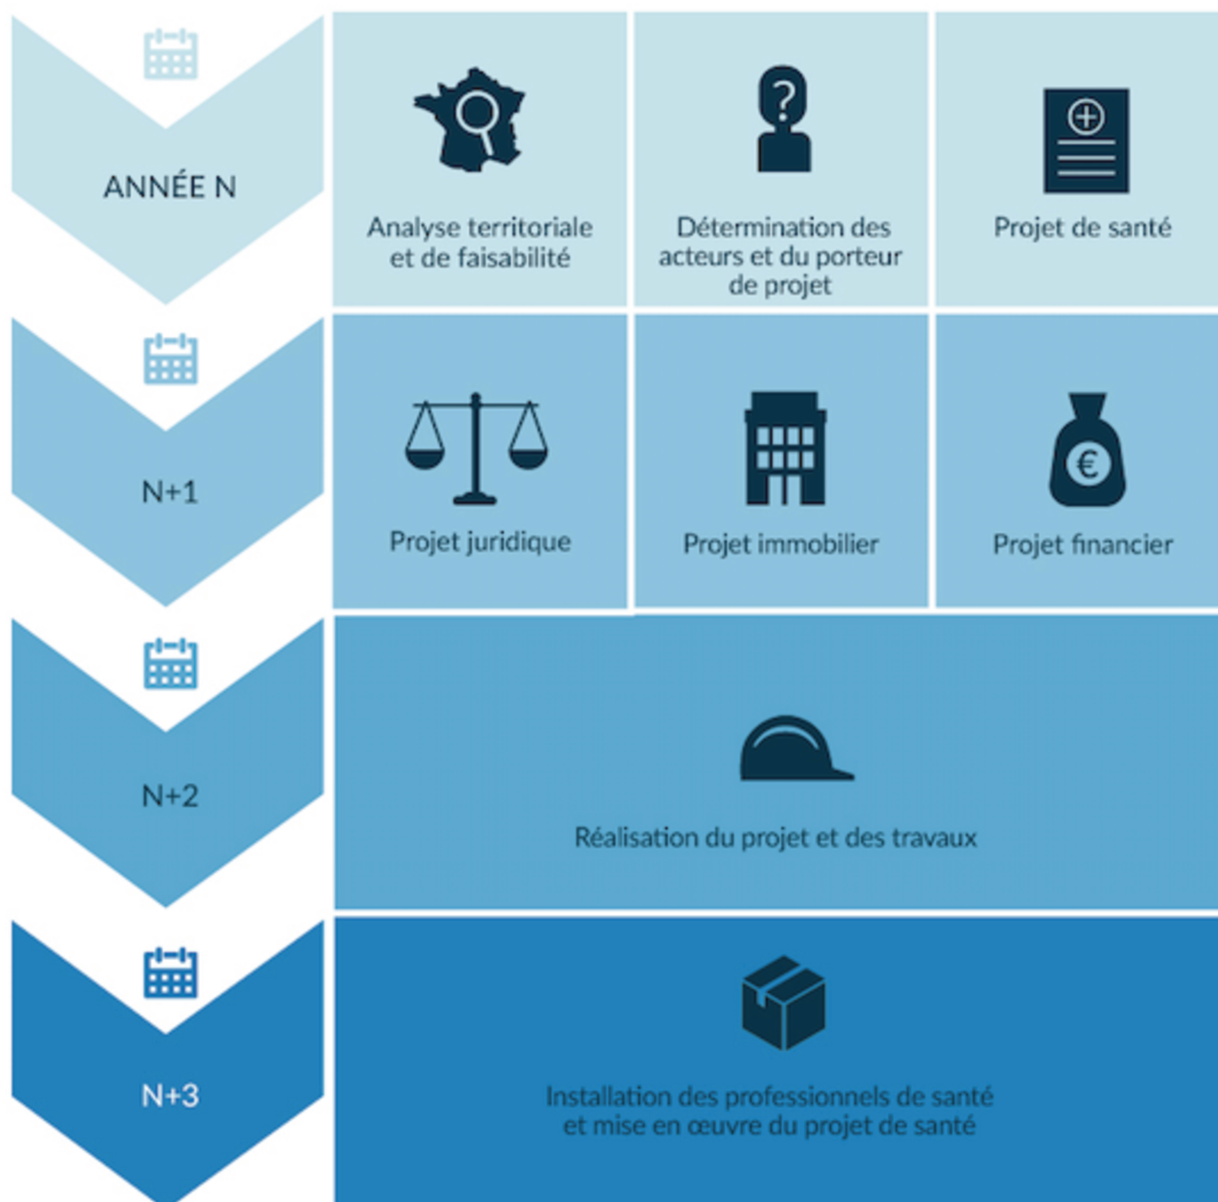 ANNÉE N
Analyse territoriale
et de faisabilité
?
Détermination des
acteurs et du porteur
de projet
Projet de santé
N+1
Projet juridique
Projet immobilier
€
Projet financier
N+2
Réalisation du projet et des travaux
N+3
Installation des professionnels de santé
et mise en œuvre du projet de santé